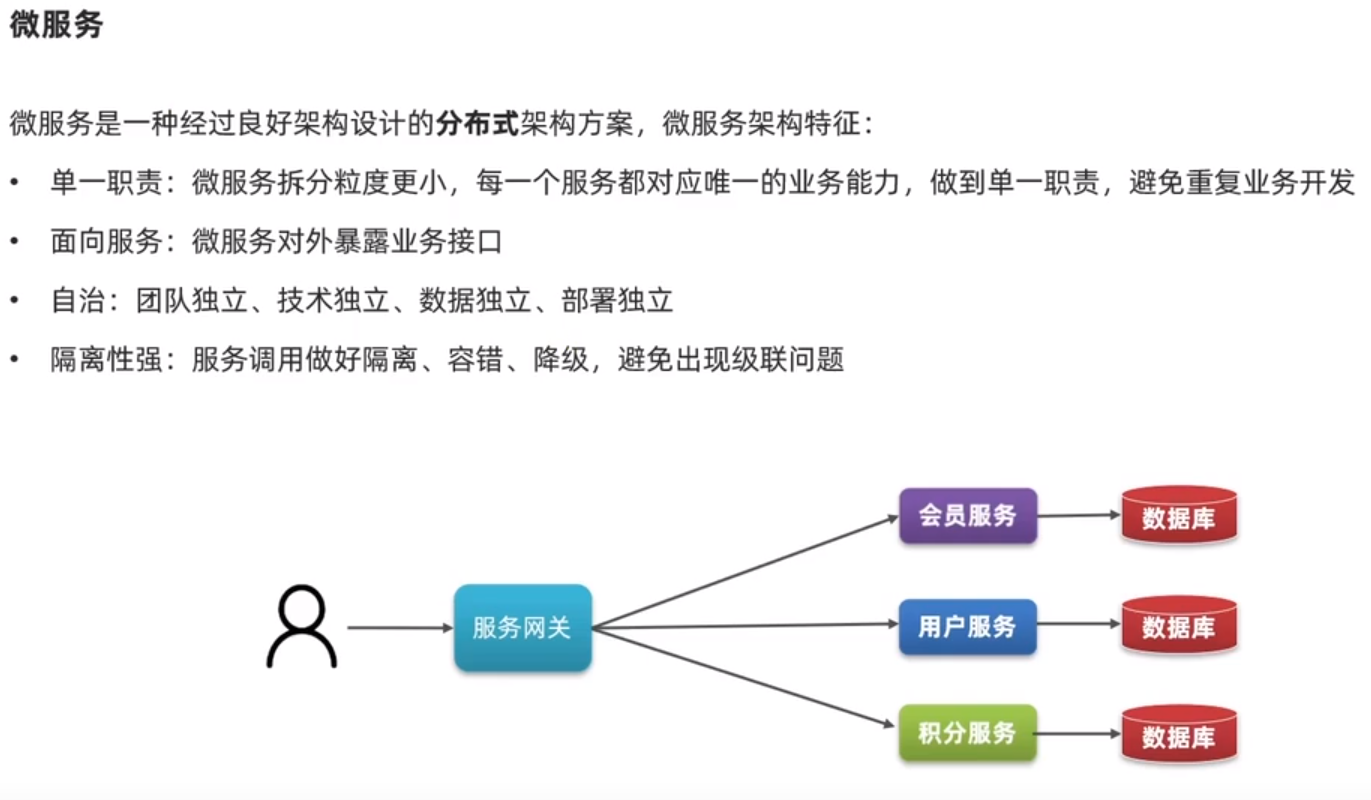 微服务
微服务是一种经过良好架构设计的分布式架构方案，微服务架构特征：
• 单一职责：微服务拆分粒度更小，每一个服务都对应唯一的业务能力，做到单一职责，避免重复业务开发
• 面向服务：微服务对外暴露业务接口
• 自治：团队独立、技术独立、数据独立、部署独立
• 隔离性强：服务调用做好隔离、容错、降级，避免出现级联问题
会员服务
数据库
服务网关
用户服务
数据库
积分服务
数据库